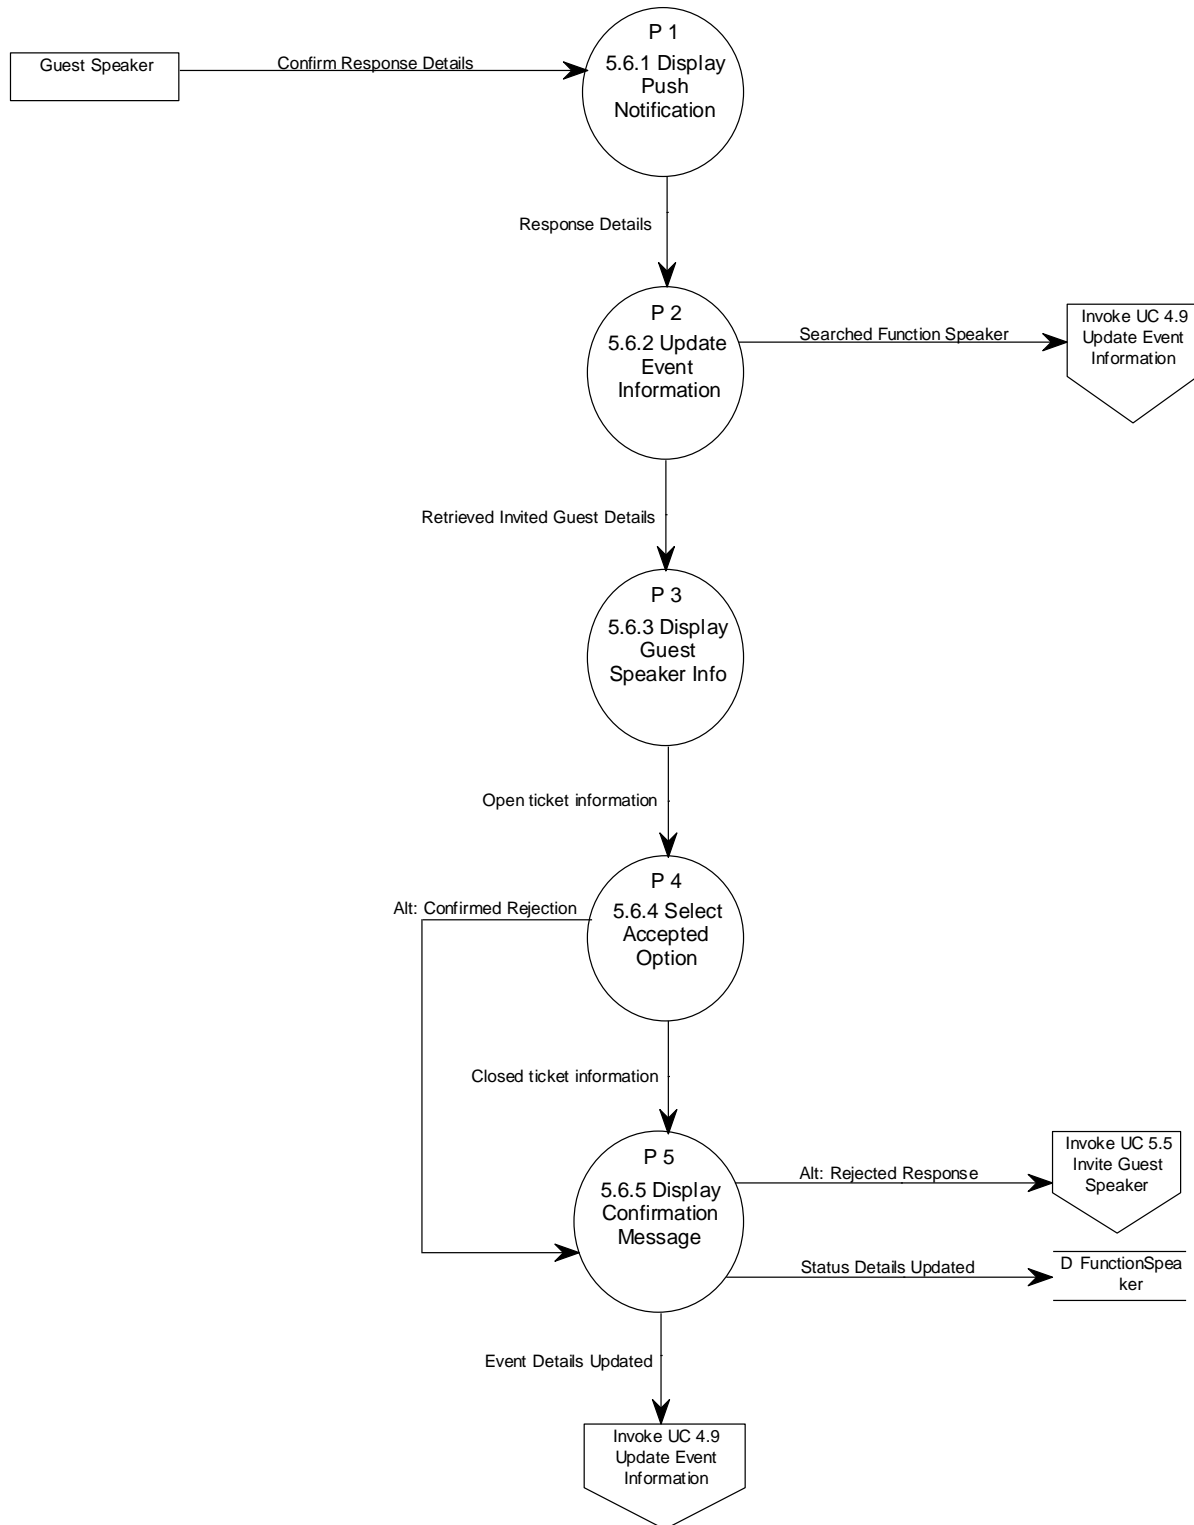 P 1
Guest Speaker
Confirm Response Details
5.6.1 Display
Push
Notification
Response Details
P 2
5.6.2 Update
Event
Information
Searched Function Speaker
Invoke UC 4.9
Update Event
Information
Retrieved Invited Guest Details
P 3
5.6.3 Display
Guest
Speaker Info
Open ticket information
P 4
Alt: Confirmed Rejection
5.6.4 Select
Accepted
Option
Closed ticket information
P 5
5.6.5 Display
Confirmation
Message
Alt: Rejected Response
Invoke UC 5.5
Invite Guest
Speaker
Status Details Updated
D FunctionSpea
ker
Event Details Updated
Invoke UC 4.9
Update Event
Information